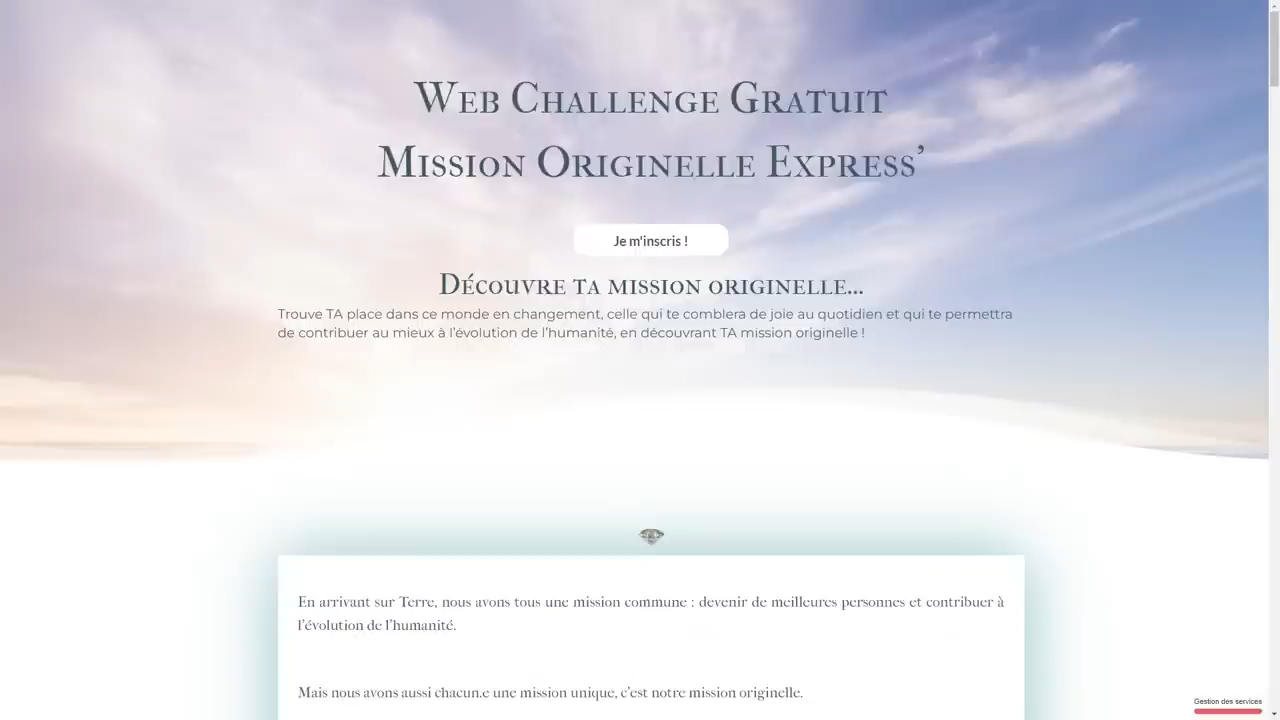 Web Challenge Gratuit
Mission Originelle Express’
Je m'inscris !
Découvre ta mission originelle...
Trouve TA place dans ce monde en changement, celle qui te comblera de joie au quotidien et qui te permettra
de contribuer au mieux à l’évolution de l’humanité, en découvrant TA mission originelle !
En arrivant sur Terre, nous avons tous une mission commune : devenir de meilleures personnes et contribuer à
l’évolution de l’humanité.
Mais nous avons aussi chacun.e une mission unique, c’est notre mission originelle.
Gestion des services